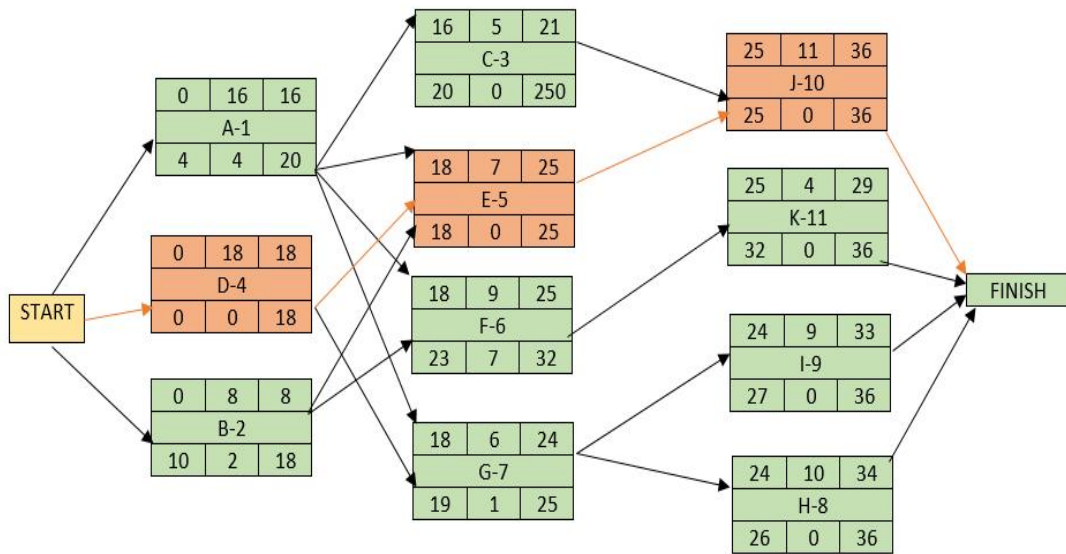 START
0 16 16
A-1
4 4 20
0 18 18
D-4
0 0 18
0 8 8
B-2
10 2 18
16 5 21
C-3
20 0 250
18 7 25
E-5
18 0 25
18 9 25
F-6
23 7 32
18 6 24
G-7
19 1 25
25 11 36
J-10
25 0 36
25 4 29
K-11
32 0 36
24 9 33
I-9
27 0 36
24 10 34
H-8
26 0 36
FINISH